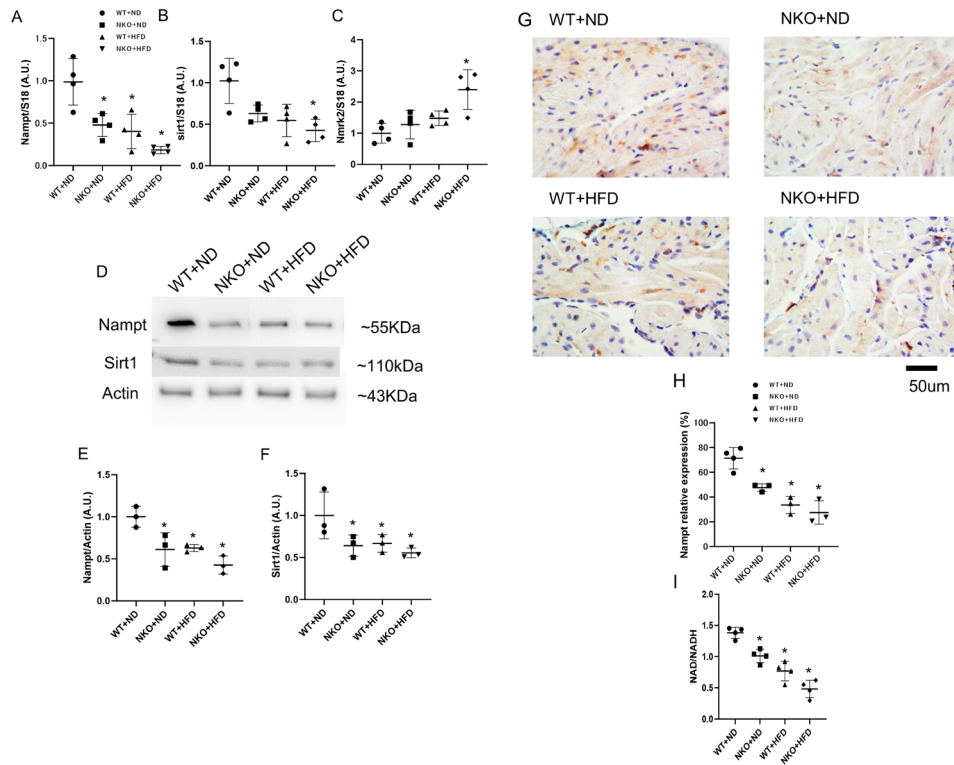 A
WT+ND
NKO+ND
WT+HFD
NKO+HFD
Nampt/S18 (A.U.)
1.5
1.0
0.5
0.0
WT+ND
NKO+ND
WT+HFD
NKO+HFD
*
*
*
B
sirt1/S18 (A.U.)
1.5
1.0
0.5
0.0
WT+ND
NKO+ND
WT+HFD
NKO+HFD
*
C
Nmrk2/S18 (A.U.)
4
3
2
1
0
WT+ND
NKO+ND
WT+HFD
NKO+HFD
*
D
WT+ND
NKO+ND
WT+HFD
NKO+HFD
Nampt
~55KDa
Sirt1
~110kDa
Actin
~43KDa
E
Nampt/Actin (A.U.)
1.5
1.0
0.5
0.0
WT+ND
NKO+ND
WT+HFD
NKO+HFD
*
*
*
F
Sirt1/Actin (A.U.)
1.5
1.0
0.5
0.0
WT+ND
NKO+ND
WT+HFD
NKO+HFD
*
*
*
G
WT+ND
NKO+ND
WT+HFD
NKO+HFD
50um
H
WT+ND
NKO+ND
WT+HFD
NKO+HFD
Nampt relative expression (%)
100
80
60
40
20
0
WT+ND
NKO+ND
WT+HFD
NKO+HFD
*
*
*
I
NAD/NADH
2.0
1.5
1.0
0.5
0.0
WT+ND
NKO+ND
WT+HFD
NKO+HFD
*
*
*